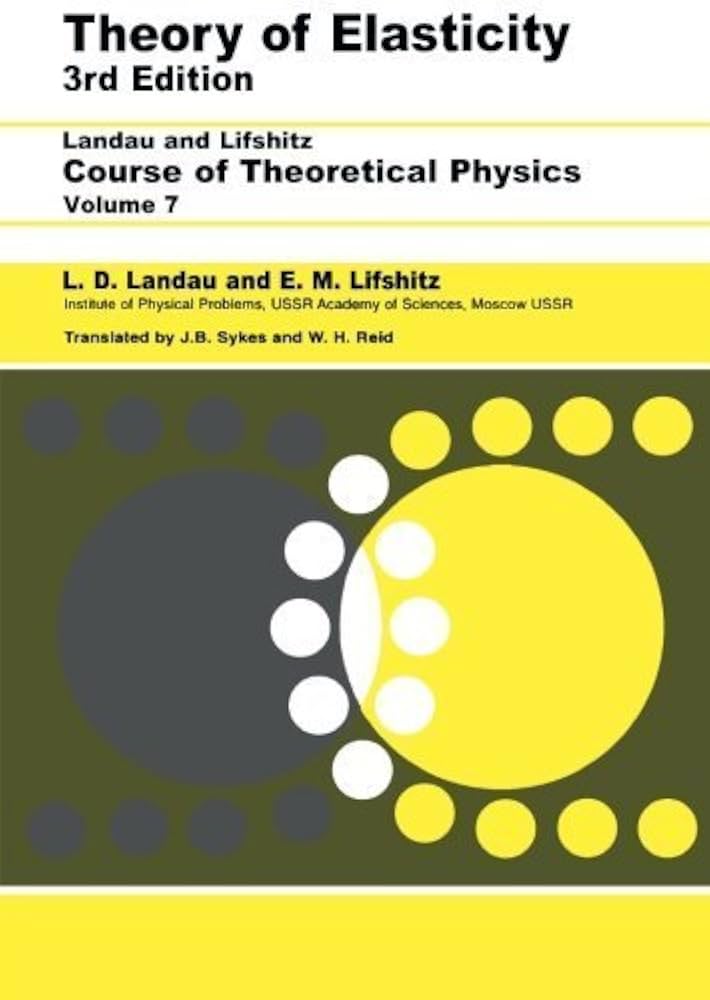 Theory of Elasticity
3rd Edition
Landau and Lifshitz
Course of Theoretical Physics
Volume 7
L. D. Landau and E. M. Lifshitz
Institute of Physical Problems, USSR Academy of Sciences, Moscow USSR
Translated by J.B. Sykes and W. H. Reid